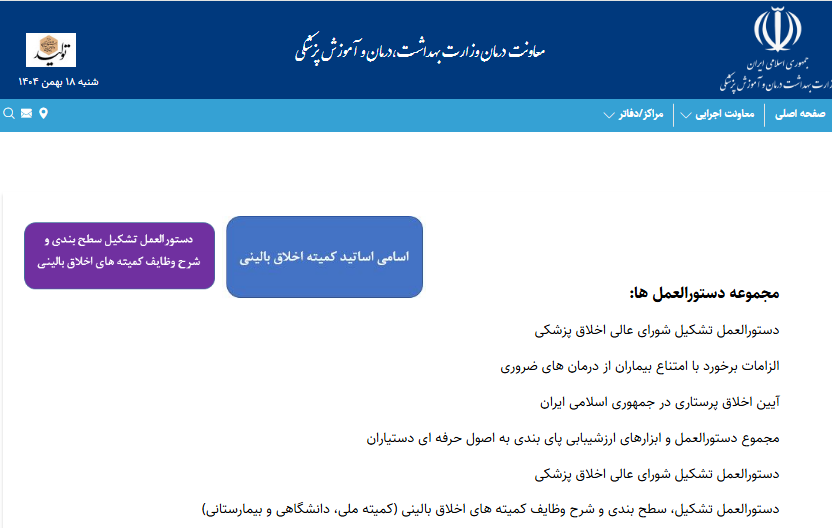 جمهوری اسلامی ایران
وزارت بهداشت درمان و آموزش پزشکی
معاونت درمان وزارت بهداشت، درمان و آموزش پزشکی
تولید
شنبه ۱۸ بهمن ۱۴۰۴
صفحه اصلی
معاونت اجرایی
مراکز/دفاتر
اسامی اساتید کمیته اخلاق بالینی
دستورالعمل تشکیل سطح بندی و
شرح وظایف کمیته های اخلاق بالینی
مجموعه دستورالعمل ها:
دستورالعمل تشکیل شورای عالی اخلاق پزشکی
الزامات برخورد با امتناع بیماران از درمان های ضروری
آیین اخلاق پرستاری در جمهوری اسلامی ایران
مجموع دستورالعمل و ابزارهای ارزشیبابی پای بندی به اصول حرفه ای دستیاران
دستورالعمل تشکیل شورای عالی اخلاق پزشکی
دستورالعمل تشکیل، سطح بندی و شرح وظایف کمیته های اخلاق بالینی (کمیته ملی، دانشگاهی و بیمارستانی)